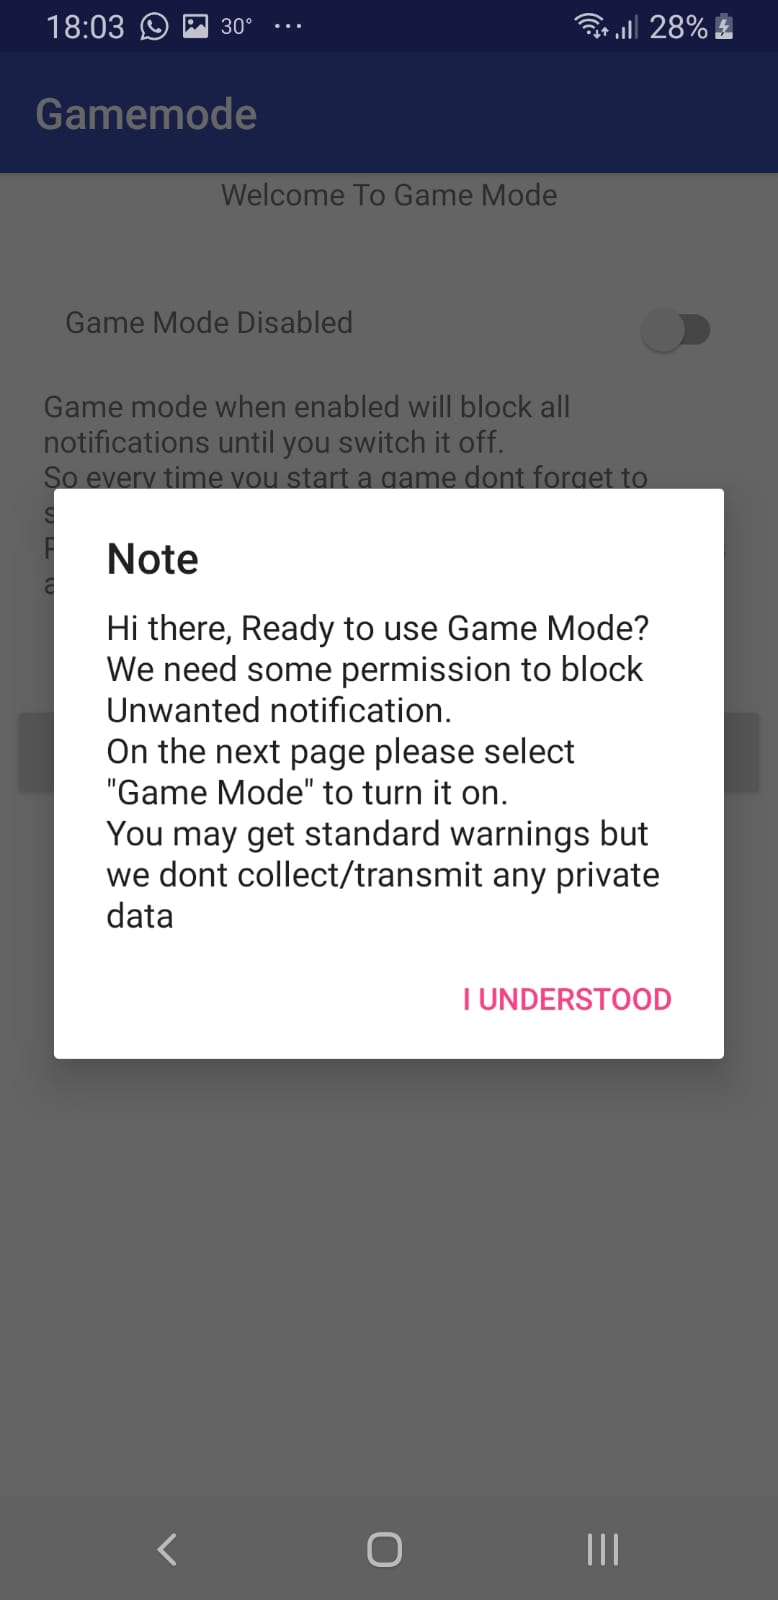 18:03 30° 28%
Gamemode
Welcome To Game Mode
Game Mode Disabled
Game mode when enabled will block all
notifications until you switch it off.
So every time you start a game dont forget to
Note
Hi there, Ready to use Game Mode?
We need some permission to block
Unwanted notification.
On the next page please select
"Game Mode" to turn it on.
You may get standard warnings but
we dont collect/transmit any private
data
I UNDERSTOOD